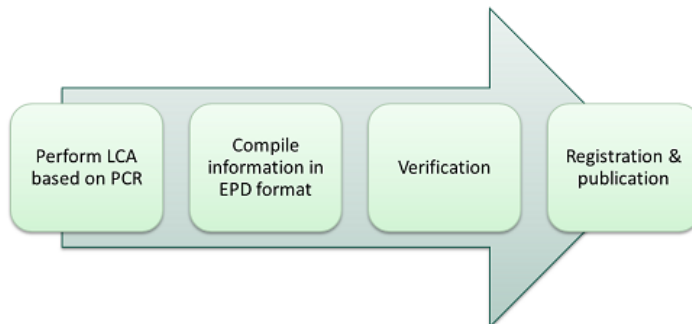 Perform LCA
based on PCR
Compile
information in
EPD format
Verification
Registration &
publication